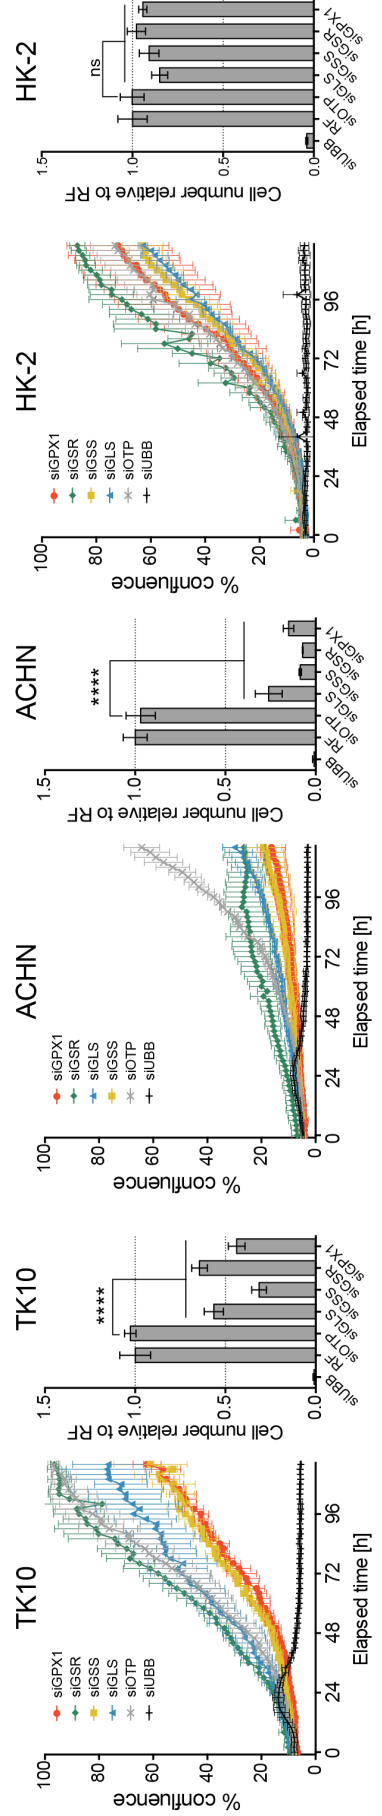 TK10
% confluence
100
80
60
40
20
0
siGPX1
siGSR
siGSS
siGLS
siOTP
siUBB
0 24 48 72 96
Elapsed time [h]
TK10
Cell number relative to RF
1.5
1.0
0.5
0.0
****
siUBB
RF
siOTP
siGLS
siGSS
siGSR
siGPX1
ACHN
% confluence
100
80
60
40
20
0
siGPX1
siGSR
siGLS
siGSS
siOTP
siUBB
0 24 48 72 96
Elapsed time [h]
ACHN
Cell number relative to RF
1.5
1.0
0.5
0.0
****
siUBB
RF
siOTP
siGLS
siGSS
siGSR
siGPX1
HK-2
% confluence
100
80
60
40
20
0
siGPX1
siGSR
siGSS
siGLS
siOTP
siUBB
0 24 48 72 96
Elapsed time [h]
HK-2
Cell number relative to RF
1.5
1.0
0.5
0.0
ns
siUBB
RF
siOTP
siGLS
siGSS
siGSR
siGPX1